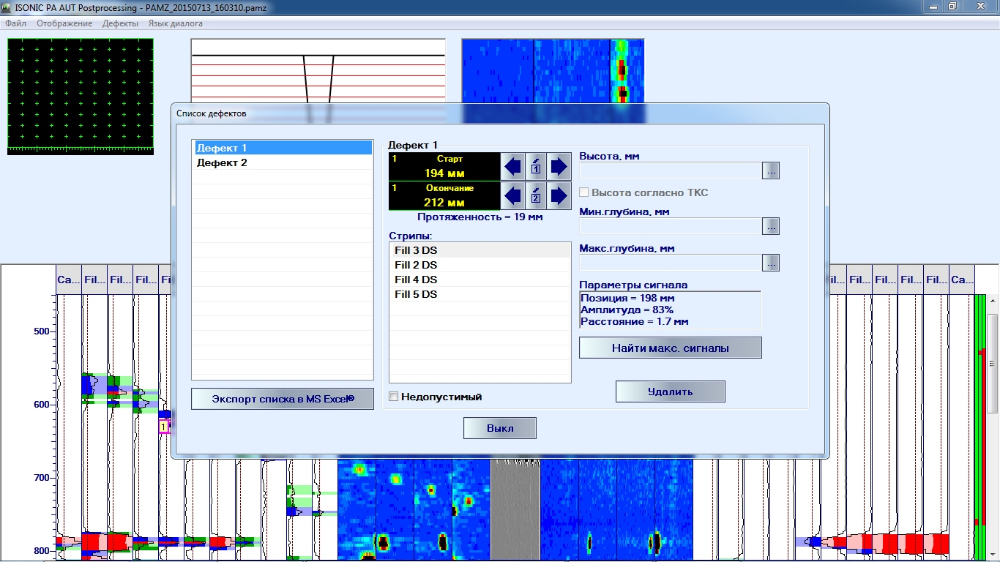 ISONIC PA AUT Postprocessing - PAMZ_20150713_160310.pamz
Файл Отображение Дефекты Язык диалога
Список дефектов
Дефект 1
Дефект 2
Экспорт списка в MS Excel®
Дефект 1
1 Старт
194 мм
1
1 Окончание
212 мм
2
Протяженность = 19 мм
Стрипы:
Fill 3 DS
Fill 2 DS
Fill 4 DS
Fill 5 DS
Недопустимый
Высота, мм
...
Высота согласно ТКС
Мин.глубина, мм
...
Макс.глубина, мм
...
Параметры сигнала
Позиция = 198 мм
Амплитуда = 83%
Расстояние = 1.7 мм
Найти макс. сигналы
Удалить
Выкл
Ca... Fil... Fil... Fil...
Fil... Fil... Fil... Fil... Ca...
500
600
1
700
800